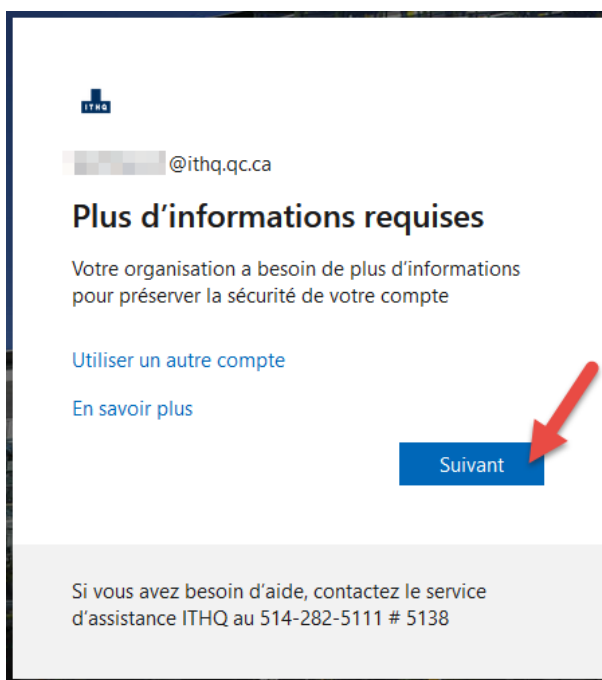 ITHQ
@ithq.qc.ca
Plus d’informations requises
Votre organisation a besoin de plus d’informations
pour préserver la sécurité de votre compte
Utiliser un autre compte
En savoir plus
Suivant
Si vous avez besoin d’aide, contactez le service
d’assistance ITHQ au 514-282-5111 # 5138